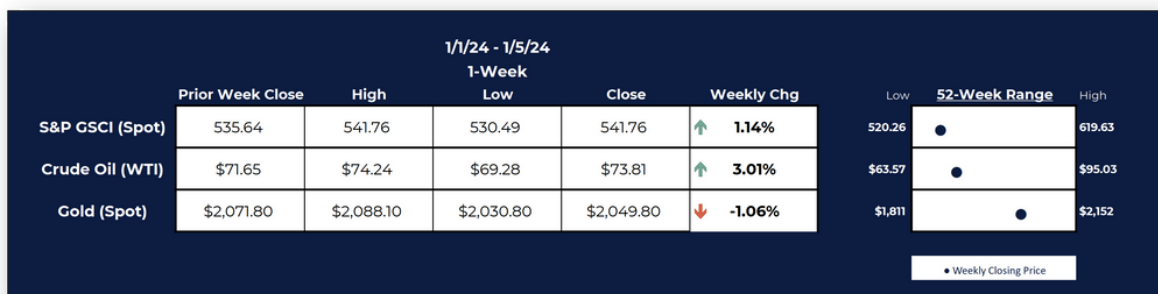 1/1/24 - 1/5/24
1-Week
Prior Week Close High Low Close Weekly Chg Low 52-Week Range High
S&P GSCI (Spot) 535.64 541.76 530.49 541.76 1.14% 520.26 619.63
Crude Oil (WTI) $71.65 $74.24 $69.28 $73.81 3.01% $63.57 $95.03
Gold (Spot) $2,071.80 $2,088.10 $2,030.80 $2,049.80 -1.06% $1,811 $2,152
● Weekly Closing Price